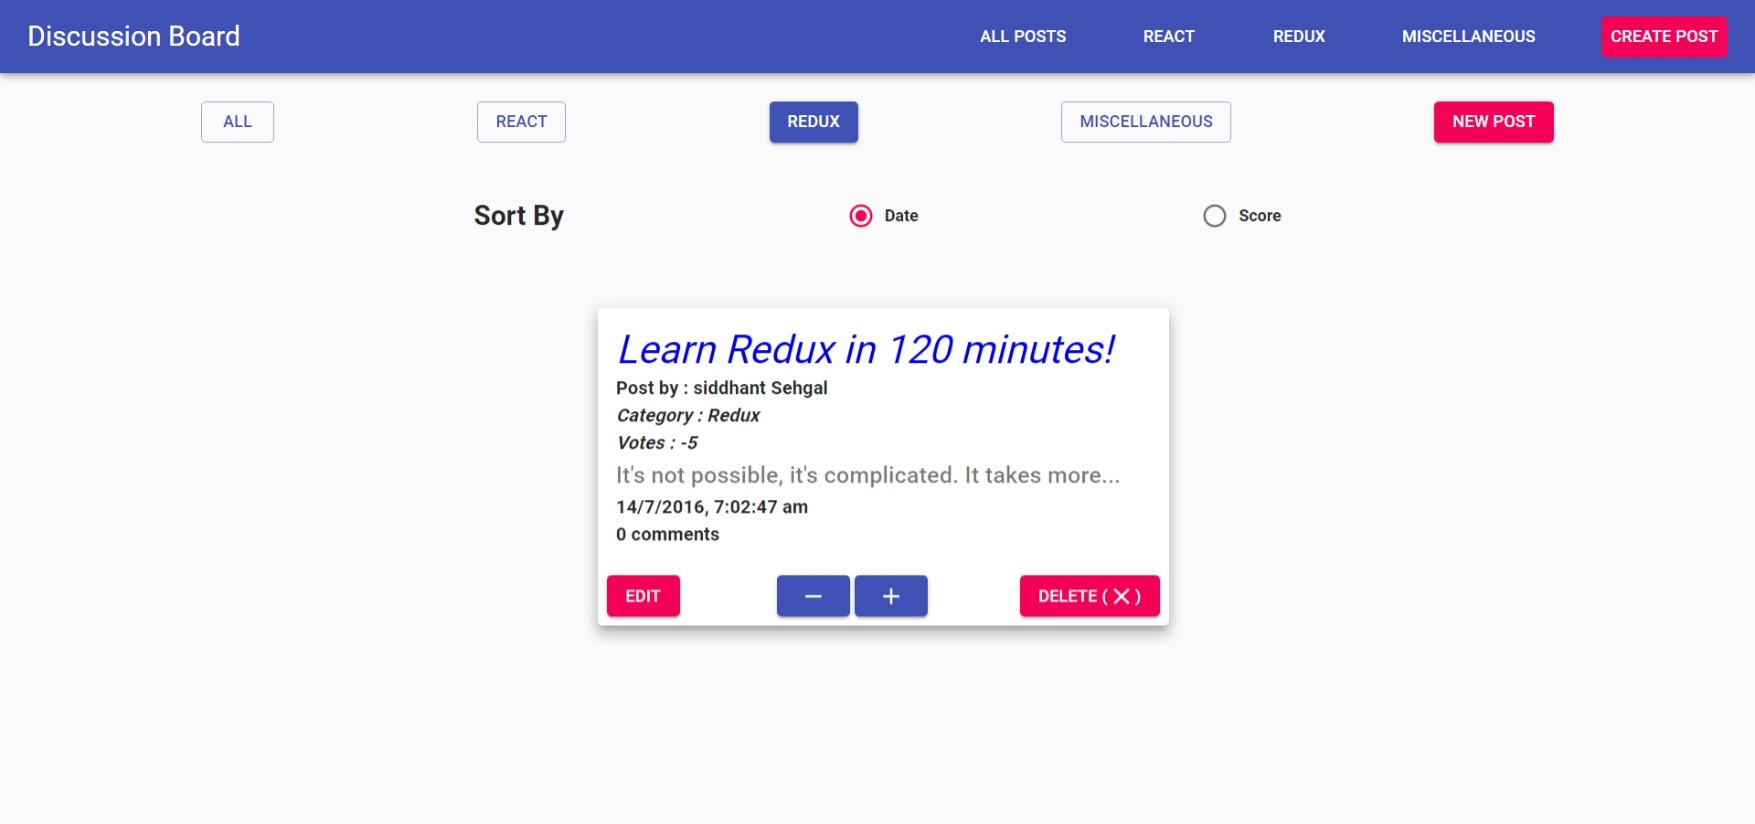 Discussion Board ALL POSTS REACT REDUX MISCELLANEOUS CREATE POST
ALL REACT REDUX MISCELLANEOUS NEW POST
Sort By Date Score
Learn Redux in 120 minutes!
Post by : siddhant Sehgal
Category : Redux
Votes : -5
It's not possible, it's complicated. It takes more...
14/7/2016, 7:02:47 am
0 comments
EDIT − + DELETE ( ✕ )